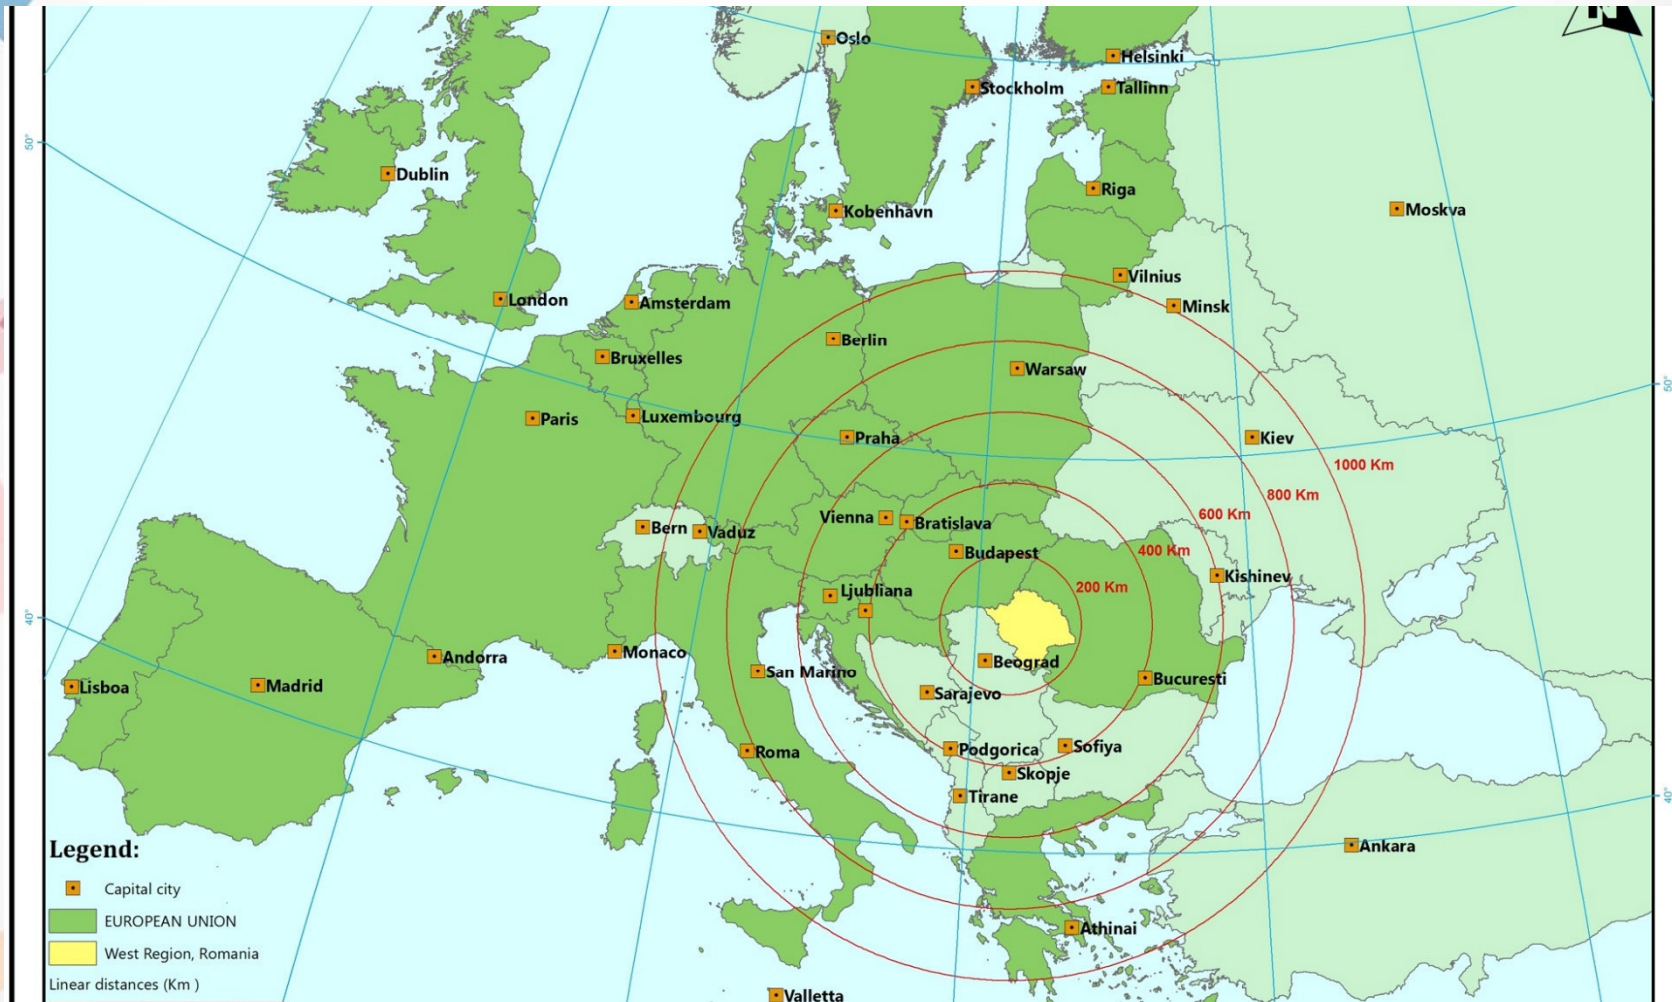 N
Oslo
Helsinki
Stockholm
Tallinn
50°
Dublin
Riga
Kobenhavn
Moskva
Vilnius
London
Amsterdam
Minsk
Berlin
Bruxelles
Warsaw
50°
Paris
Luxembourg
Praha
Kiev
1000 Km
800 Km
600 Km
Vienna
Bratislava
Bern
Vaduz
Budapest
400 Km
Kishinev
200 Km
Ljubliana
40°
Monaco
Andorra
Beograd
San Marino
Bucuresti
Lisboa
Madrid
Sarajevo
Roma
Podgorica
Sofiya
Skopje
Tirane
40°
Ankara
Legend:
Capital city
EUROPEAN UNION
Athinai
West Region, Romania
Linear distances (Km )
Valletta